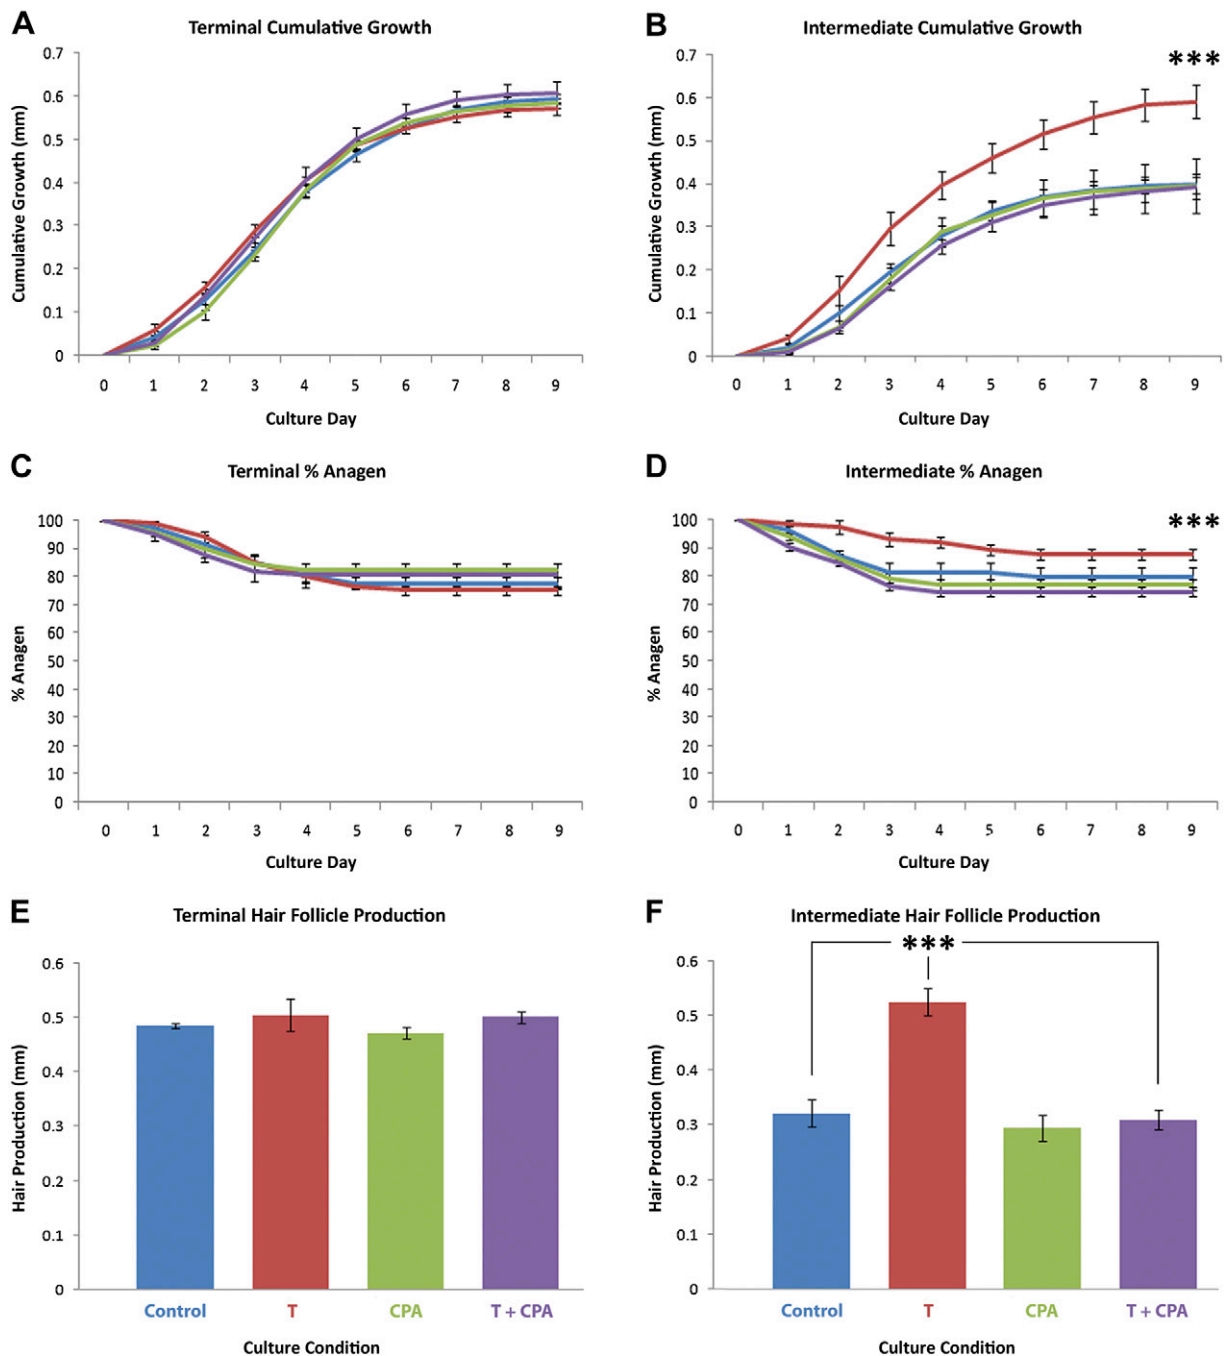 A
Terminal Cumulative Growth
Cumulative Growth (mm)
0.7
0.6
0.5
0.4
0.3
0.2
0.1
0
0 1 2 3 4 5 6 7 8 9
Culture Day
B
Intermediate Cumulative Growth
***
Cumulative Growth (mm)
0.7
0.6
0.5
0.4
0.3
0.2
0.1
0
0 1 2 3 4 5 6 7 8 9
Culture Day
C
Terminal % Anagen
% Anagen
100
90
80
70
60
50
40
30
20
10
0
0 1 2 3 4 5 6 7 8 9
Culture Day
D
Intermediate % Anagen
***
% Anagen
100
90
80
70
60
50
40
30
20
10
0
0 1 2 3 4 5 6 7 8 9
Culture Day
E
Terminal Hair Follicle Production
Hair Production (mm)
0.6
0.5
0.4
0.3
0.2
0.1
0
Control T CPA T + CPA
Culture Condition
F
Intermediate Hair Follicle Production
***
Hair Production (mm)
0.6
0.5
0.4
0.3
0.2
0.1
0
Control T CPA T + CPA
Culture Condition